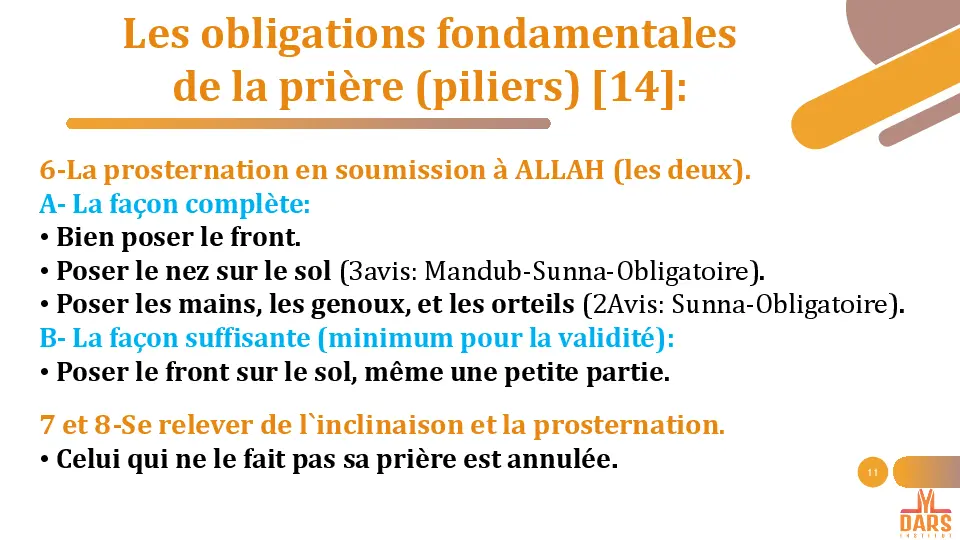 Les obligations fondamentales
de la prière (piliers) [14]:
6-La prosternation en soumission à ALLAH (les deux).
A- La façon complète:
• Bien poser le front.
• Poser le nez sur le sol (3avis: Mandub-Sunna-Obligatoire).
• Poser les mains, les genoux, et les orteils (2Avis: Sunna-Obligatoire).
B- La façon suffisante (minimum pour la validité):
• Poser le front sur le sol, même une petite partie.
7 et 8-Se relever de l`inclinaison et la prosternation.
• Celui qui ne le fait pas sa prière est annulée.
11
DARS
INSTITUT